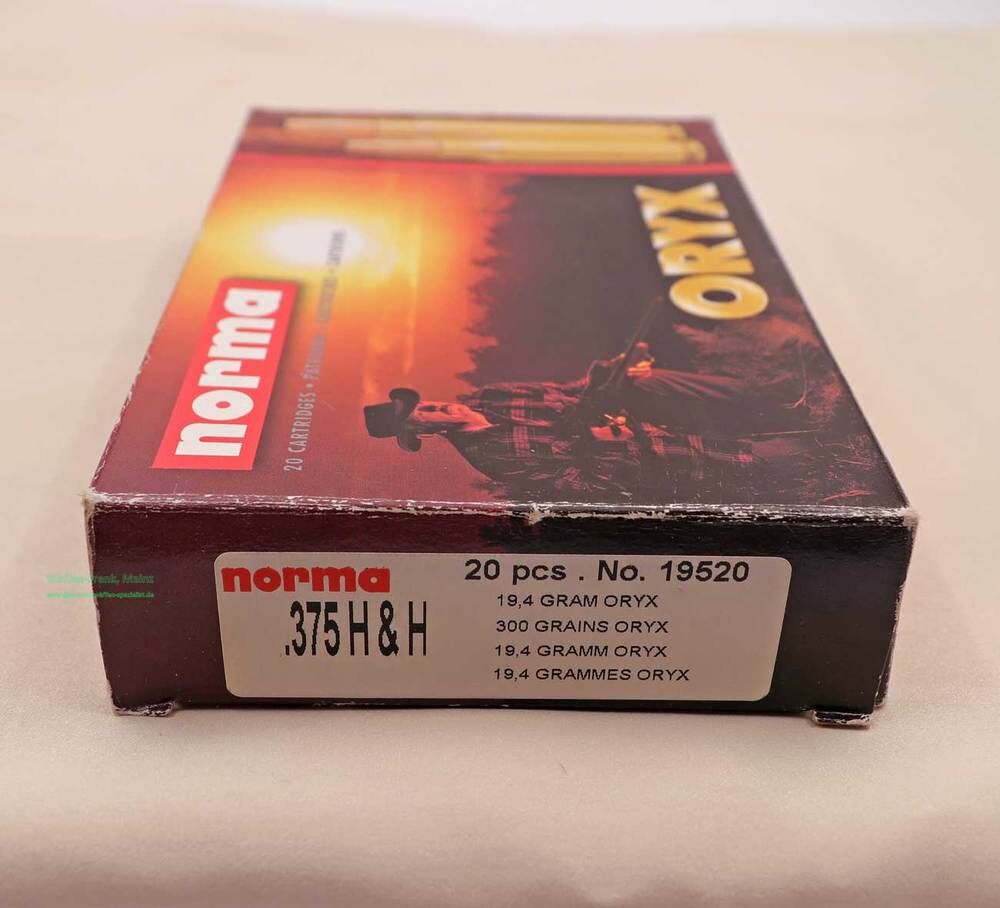 ORYX
norma
20 CARTRIDGES •
norma
20 pcs . No. 19520
.375 H & H
19,4 GRAM ORYX
300 GRAINS ORYX
19,4 GRAMM ORYX
19,4 GRAMMES ORYX